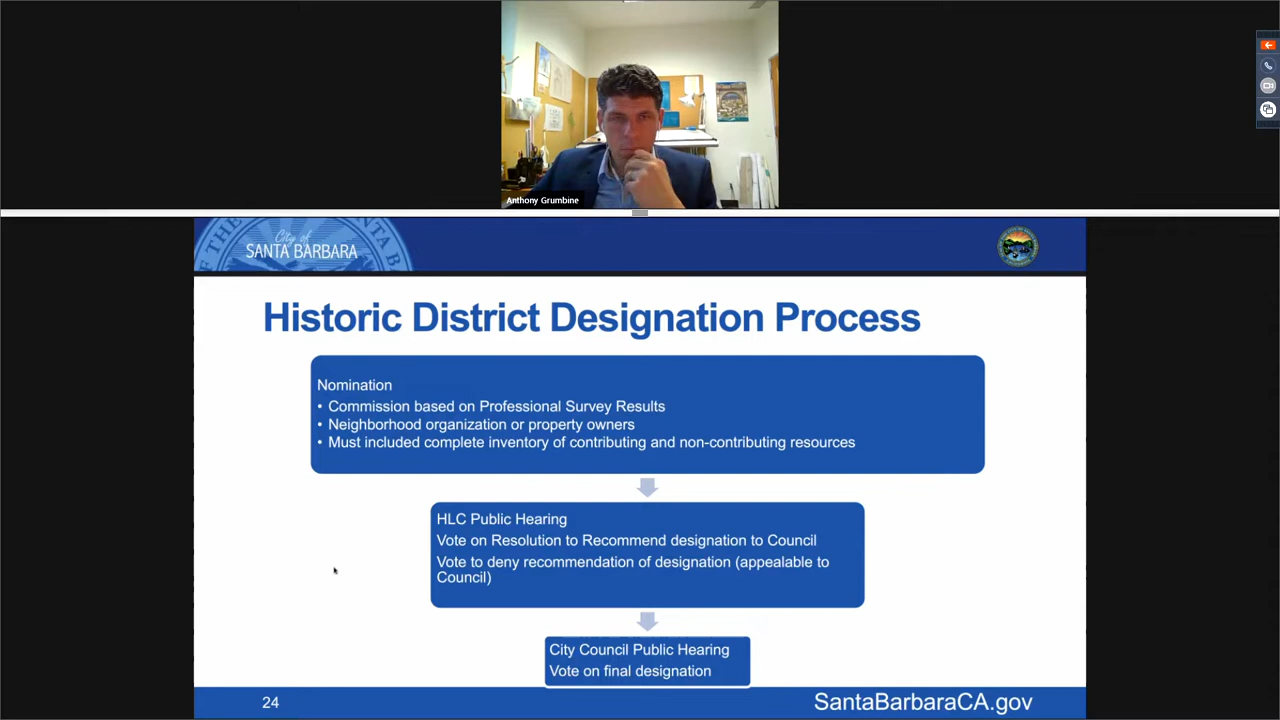 Anthony Grumbine
City of
SANTA BARBARA
Historic District Designation Process
Nomination
• Commission based on Professional Survey Results
• Neighborhood organization or property owners
• Must included complete inventory of contributing and non-contributing resources
HLC Public Hearing
Vote on Resolution to Recommend designation to Council
Vote to deny recommendation of designation (appealable to
Council)
City Council Public Hearing
Vote on final designation
24
SantaBarbaraCA.gov